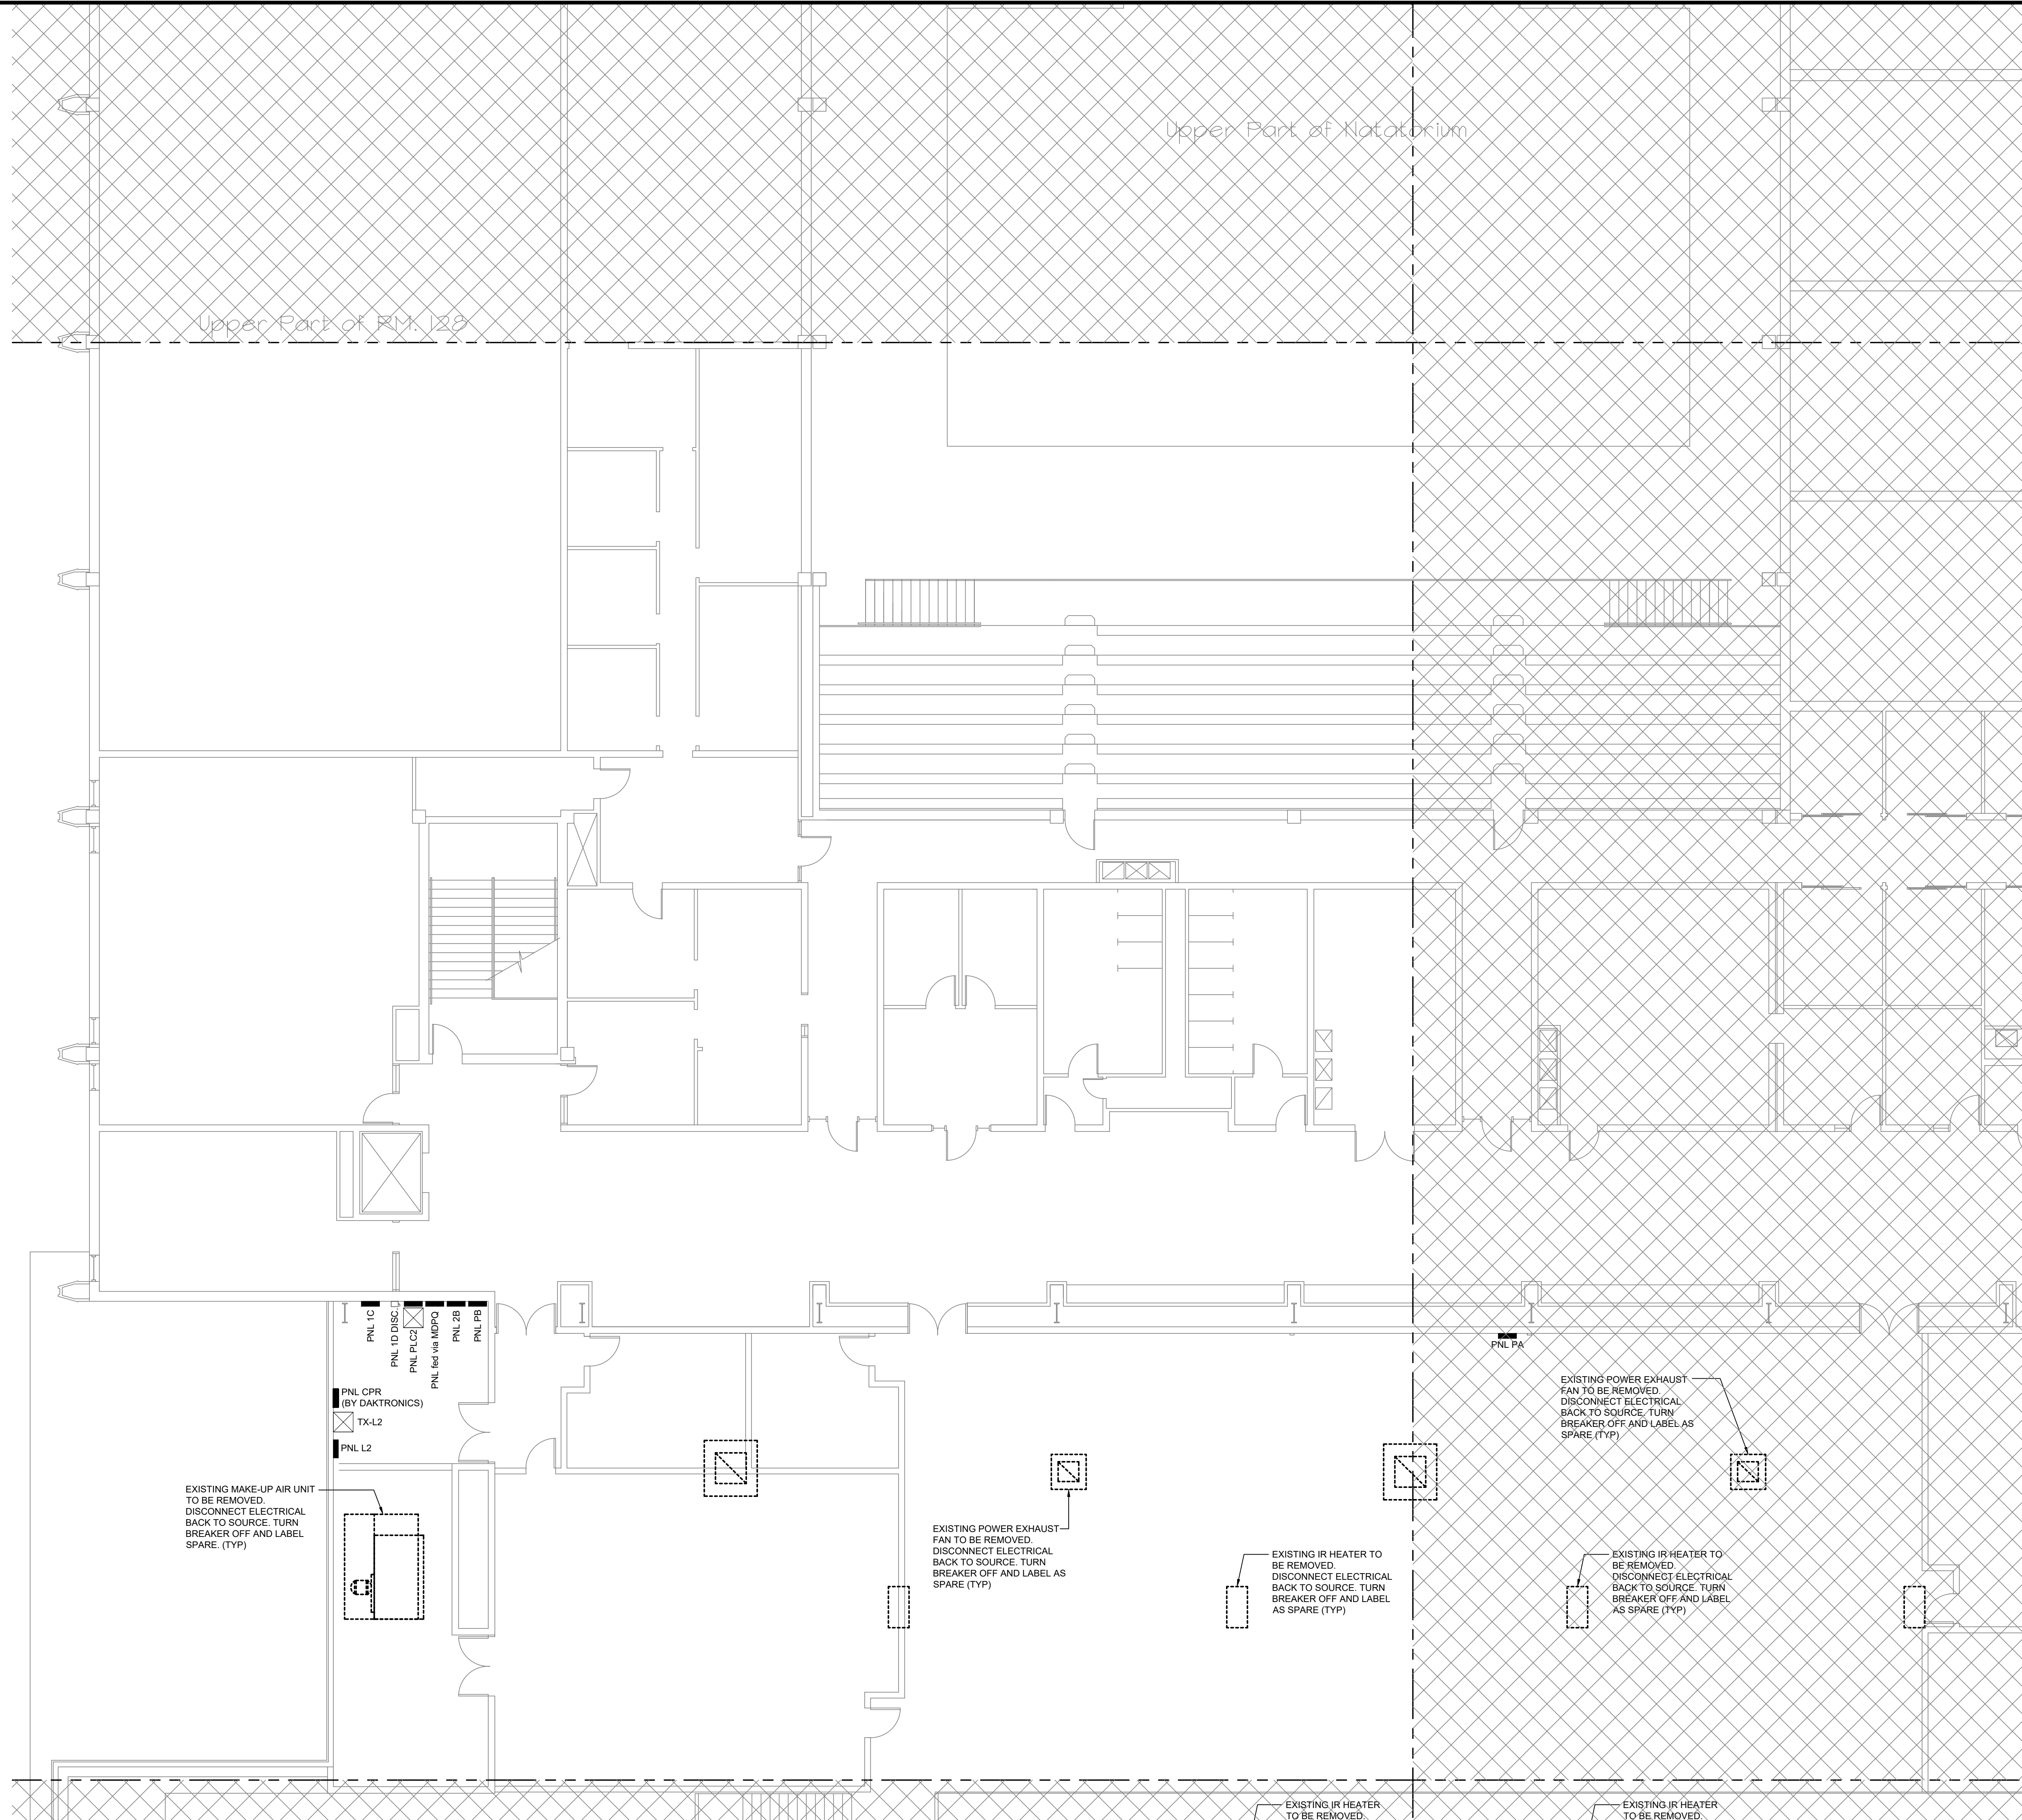 Upper Part of Natatorium
Upper Part of RM. 128
PNL 1C
PNL 1D DISC.
PNL PLC2
PNL fed via MDPQ
PNL 2B
PNL PB
PNL PA
PNL CPR
(BY DAKTRONICS)
TX-L2
PNL L2
EXISTING POWER EXHAUST
FAN TO BE REMOVED.
DISCONNECT ELECTRICAL
BACK TO SOURCE. TURN
BREAKER OFF AND LABEL AS
SPARE (TYP)
EXISTING MAKE-UP AIR UNIT
TO BE REMOVED.
DISCONNECT ELECTRICAL
BACK TO SOURCE. TURN
BREAKER OFF AND LABEL
SPARE. (TYP)
EXISTING POWER EXHAUST
FAN TO BE REMOVED.
DISCONNECT ELECTRICAL
BACK TO SOURCE. TURN
BREAKER OFF AND LABEL AS
SPARE (TYP)
EXISTING IR HEATER TO
BE REMOVED.
DISCONNECT ELECTRICAL
BACK TO SOURCE. TURN
BREAKER OFF AND LABEL
AS SPARE (TYP)
EXISTING IR HEATER TO
BE REMOVED.
DISCONNECT ELECTRICAL
BACK TO SOURCE. TURN
BREAKER OFF AND LABEL
AS SPARE (TYP)
EXISTING IR HEATER
TO BE REMOVED.
EXISTING IR HEATER
TO BE REMOVED.